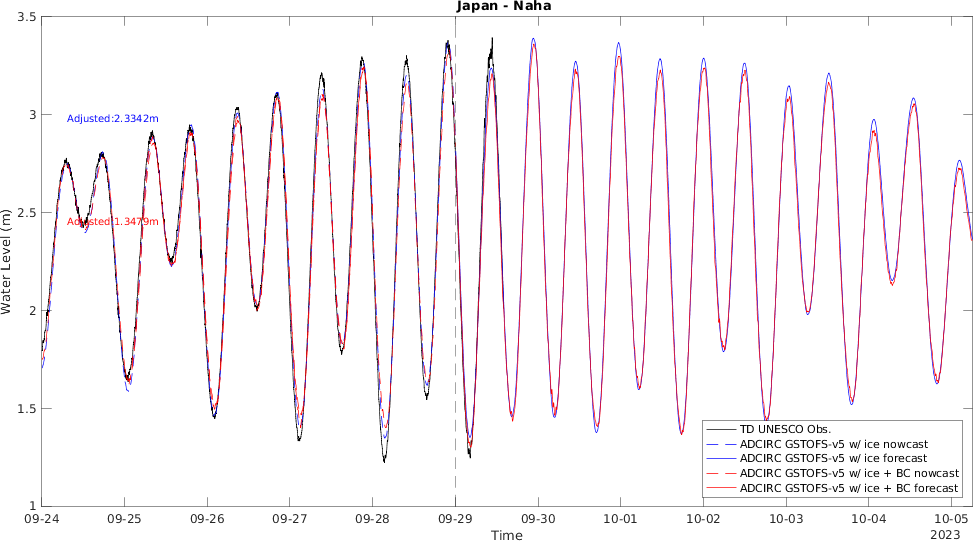 Japan - Naha
3.5
3
2.5
2
1.5
1
Water Level (m)
Adjusted:2.3342m
Adjusted:1.3479m
TD UNESCO Obs.
ADCIRC GSTOFS-v5 w/ ice nowcast
ADCIRC GSTOFS-v5 w/ ice forecast
ADCIRC GSTOFS-v5 w/ ice + BC nowcast
ADCIRC GSTOFS-v5 w/ ice + BC forecast
09-24 09-25 09-26 09-27 09-28 09-29 09-30 10-01 10-02 10-03 10-04 10-05
Time
2023